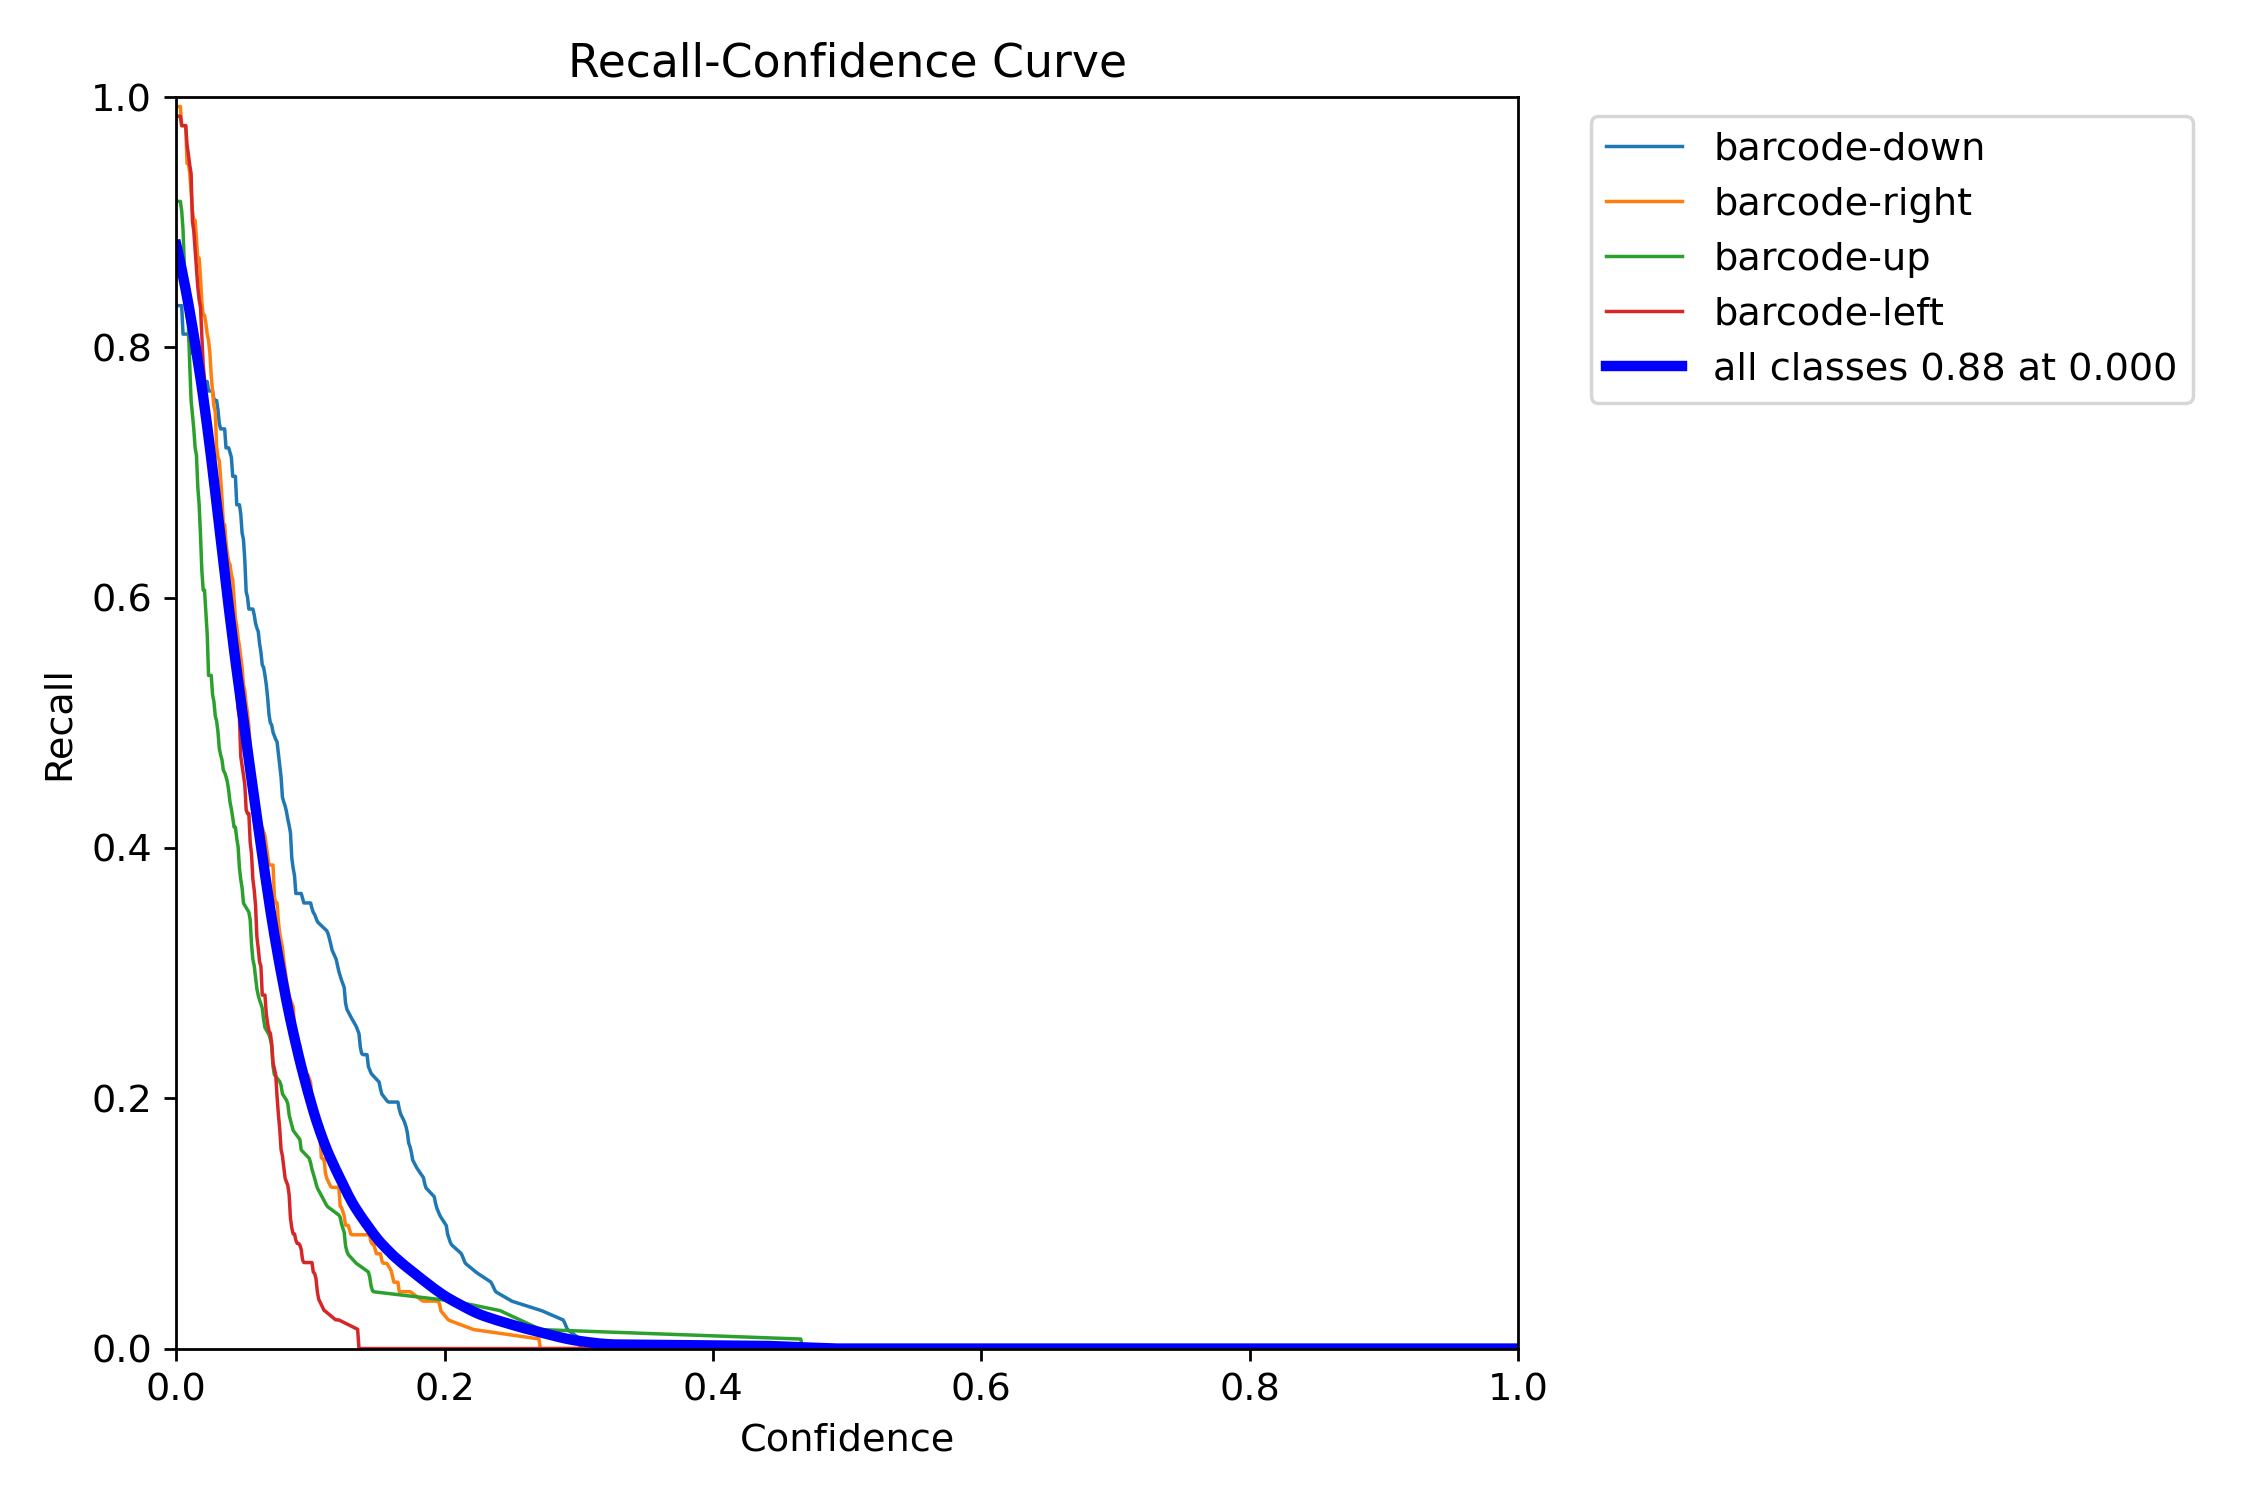 Recall-Confidence Curve
1.0
0.8
0.6
0.4
0.2
0.0
Recall
0.0 0.2 0.4 0.6 0.8 1.0
Confidence
barcode-down
barcode-right
barcode-up
barcode-left
all classes 0.88 at 0.000